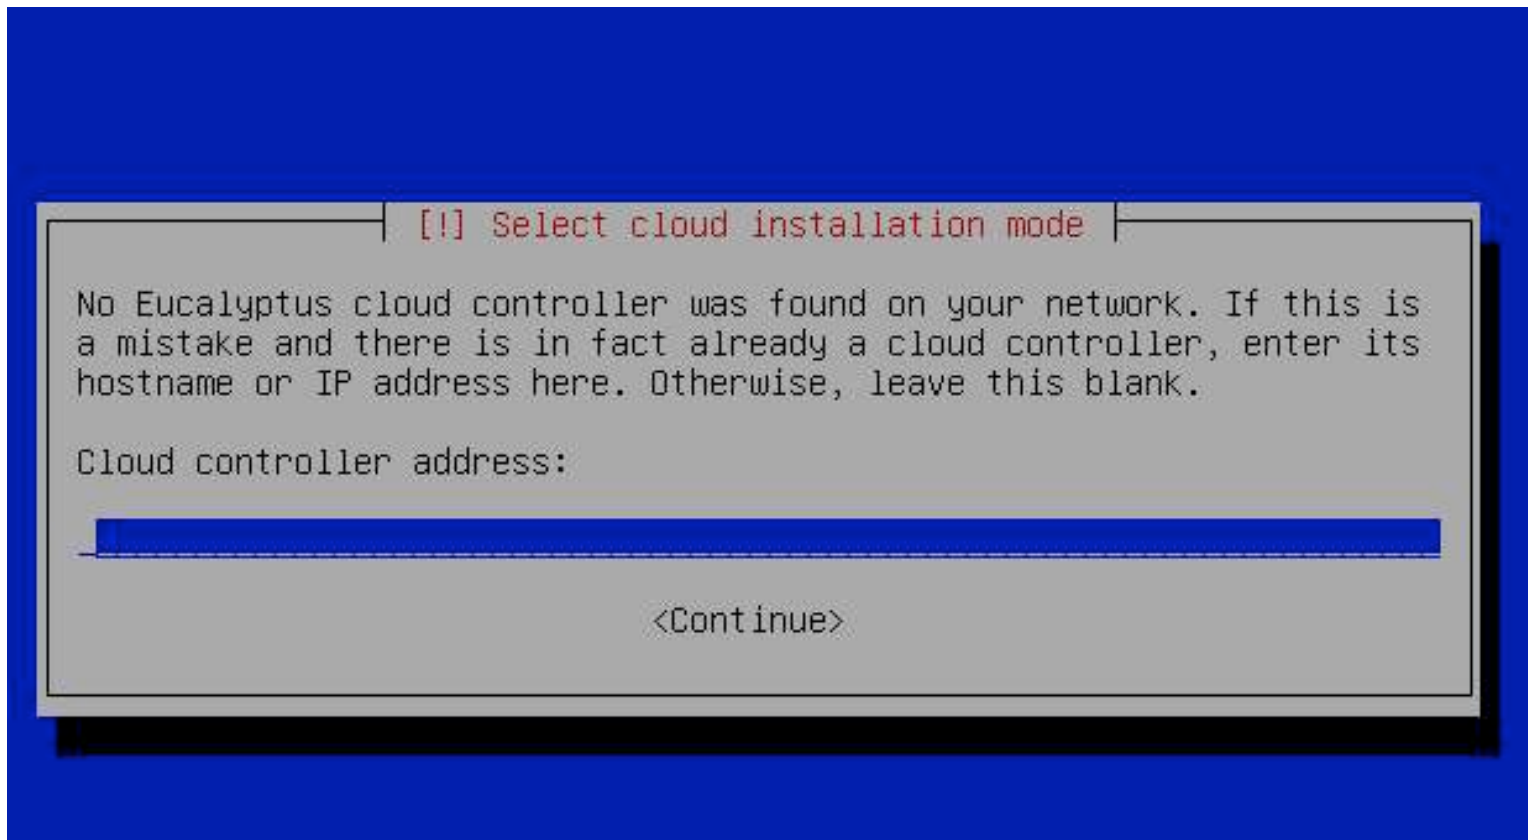 [!] Select cloud installation mode
No Eucalyptus cloud controller was found on your network. If this is
a mistake and there is in fact already a cloud controller, enter its
hostname or IP address here. Otherwise, leave this blank.
Cloud controller address:
<Continue>